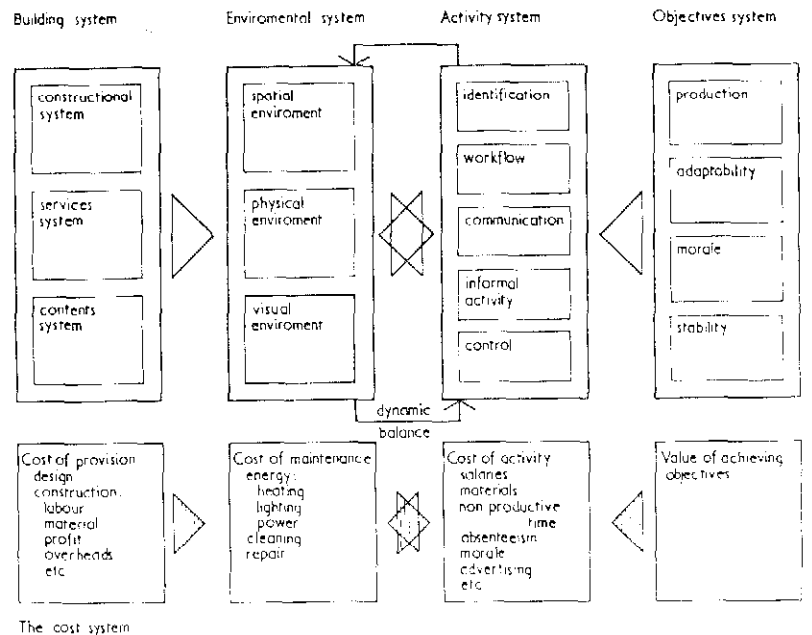 Building system
Enviromental system
Activity system
Objectives system
constructional
system
services
system
contents
system
spatial
enviroment
physical
enviroment
visual
enviroment
identification
workflow
communication
informal
activity
control
production
adaptability
morale
stability
dynamic
balance
Cost of provision
design
construction:
labour
material
profit
overheads
etc
Cost of maintenance
energy:
heating
lighting
power
cleaning
repair
Cost of activity
salaries
materials
non productive
time
absenteeism
morale
advertising
etc
Value of achieving
objectives
The cost system